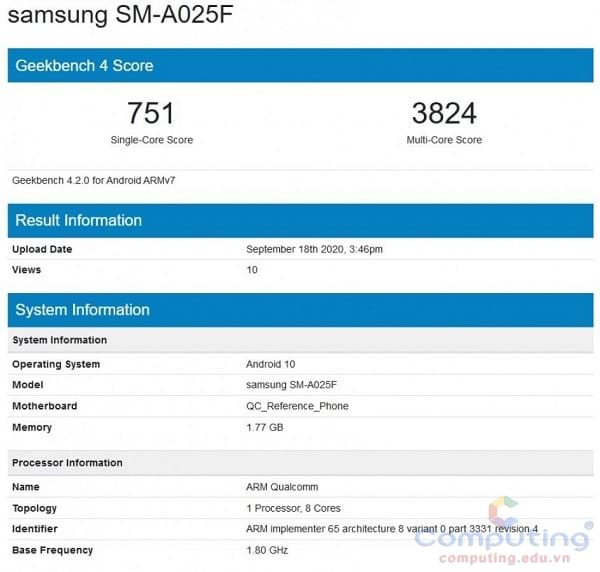 samsung SM-A025F
Geekbench 4 Score
751 3824
Single-Core Score Multi-Core Score
Geekbench 4.2.0 for Android ARMv7
Result Information
Upload Date September 18th 2020, 3:46pm
Views 10
System Information
System Information
Operating System Android 10
Model samsung SM-A025F
Motherboard QC_Reference_Phone
Memory 1.77 GB
Processor Information
Name ARM Qualcomm
Topology 1 Processor, 8 Cores
Identifier ARM implementer 65 architecture 8 variant 0 part 3331 revision 4
Base Frequency 1.80 GHz
Computing®
computing.edu.vn